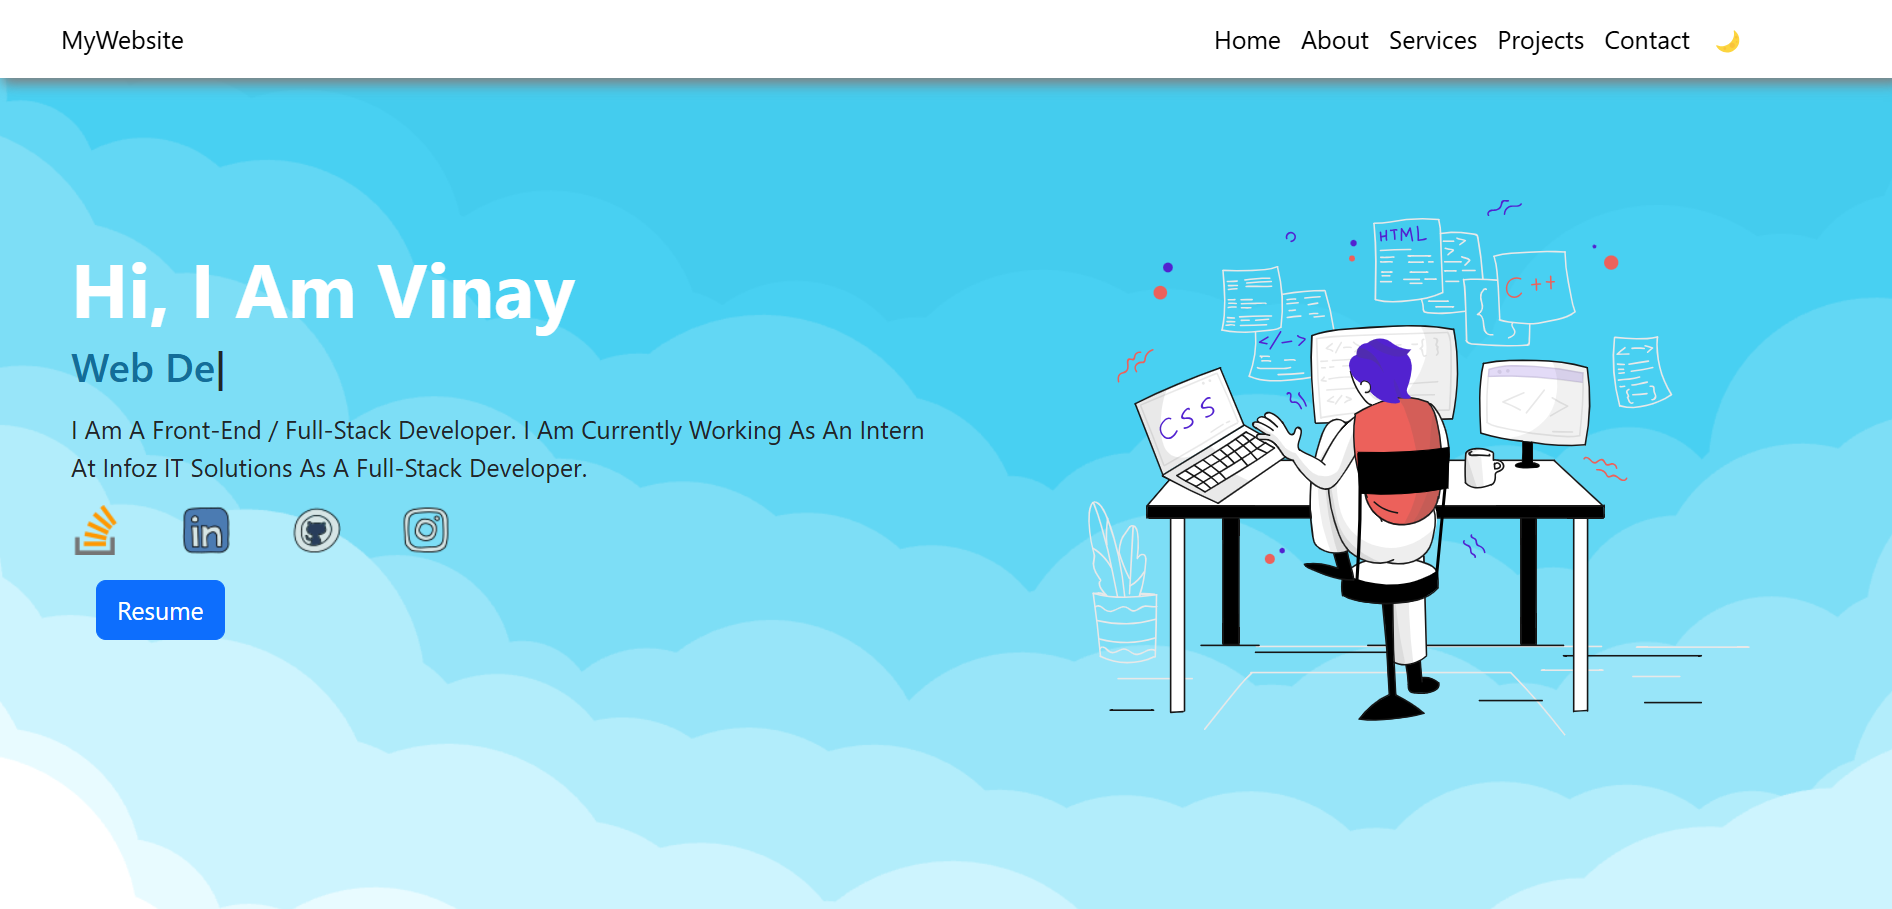 MyWebsite
Home About Services Projects Contact
Hi, I Am Vinay
Web De
I Am A Front-End / Full-Stack Developer. I Am Currently Working As An Intern
At Infoz IT Solutions As A Full-Stack Developer.
in
Resume
HTML
C ++
</-->
CSS
</>